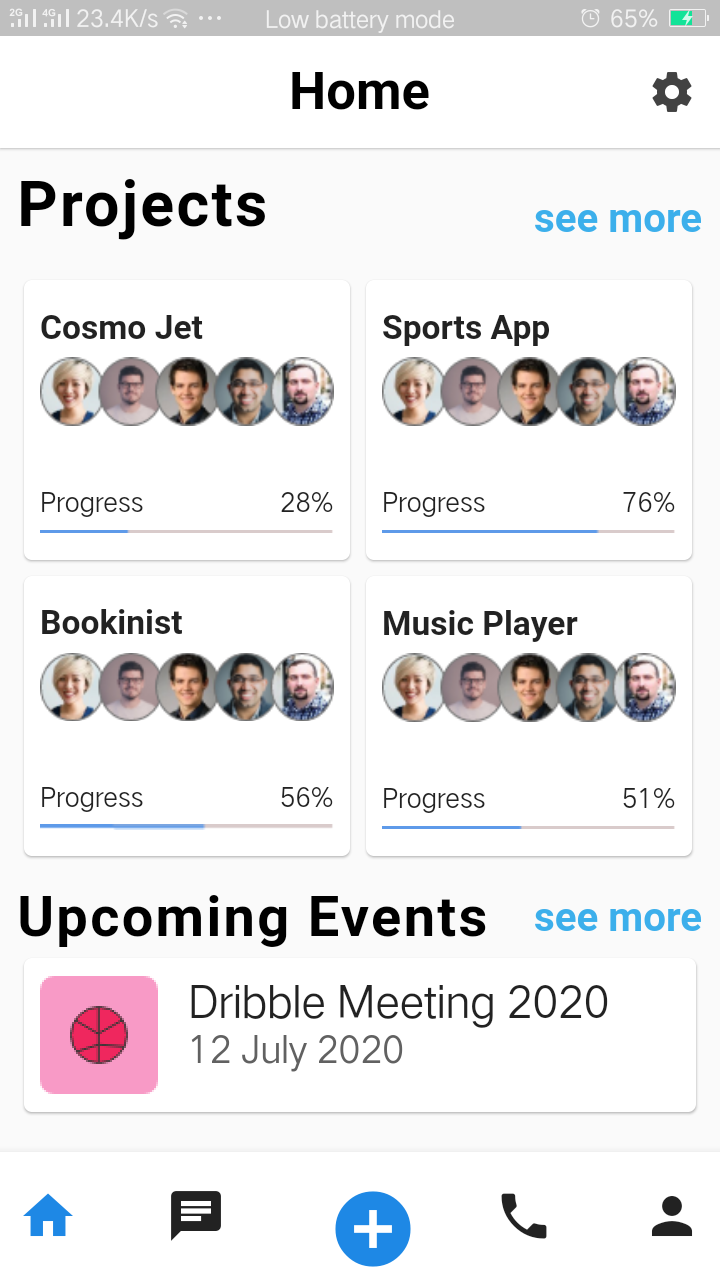 2G 4G 23.4K/s ... Low battery mode 65%
Home
Projects see more
Cosmo Jet
Progress 28%
Sports App
Progress 76%
Bookinist
Progress 56%
Music Player
Progress 51%
Upcoming Events see more
Dribble Meeting 2020
12 July 2020